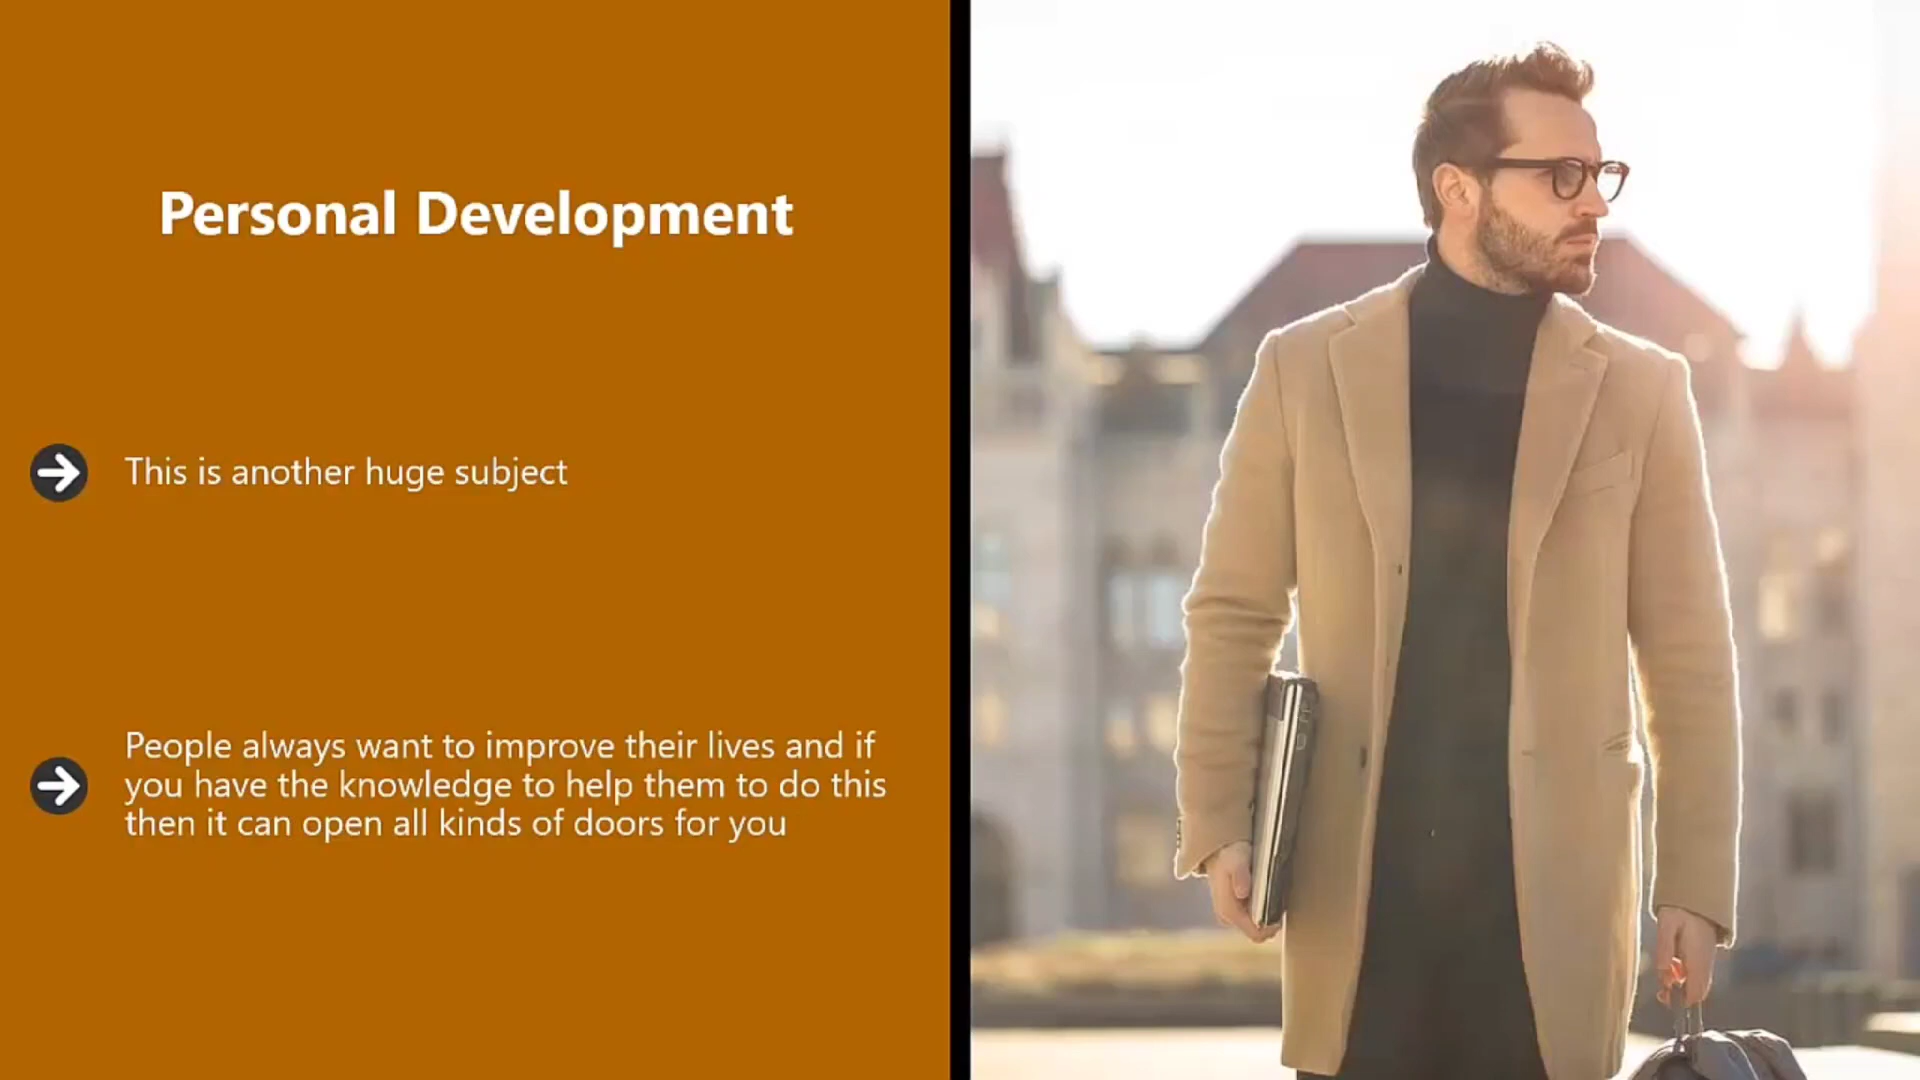 Personal Development
This is another huge subject
People always want to improve their lives and if
you have the knowledge to help them to do this
then it can open all kinds of doors for you